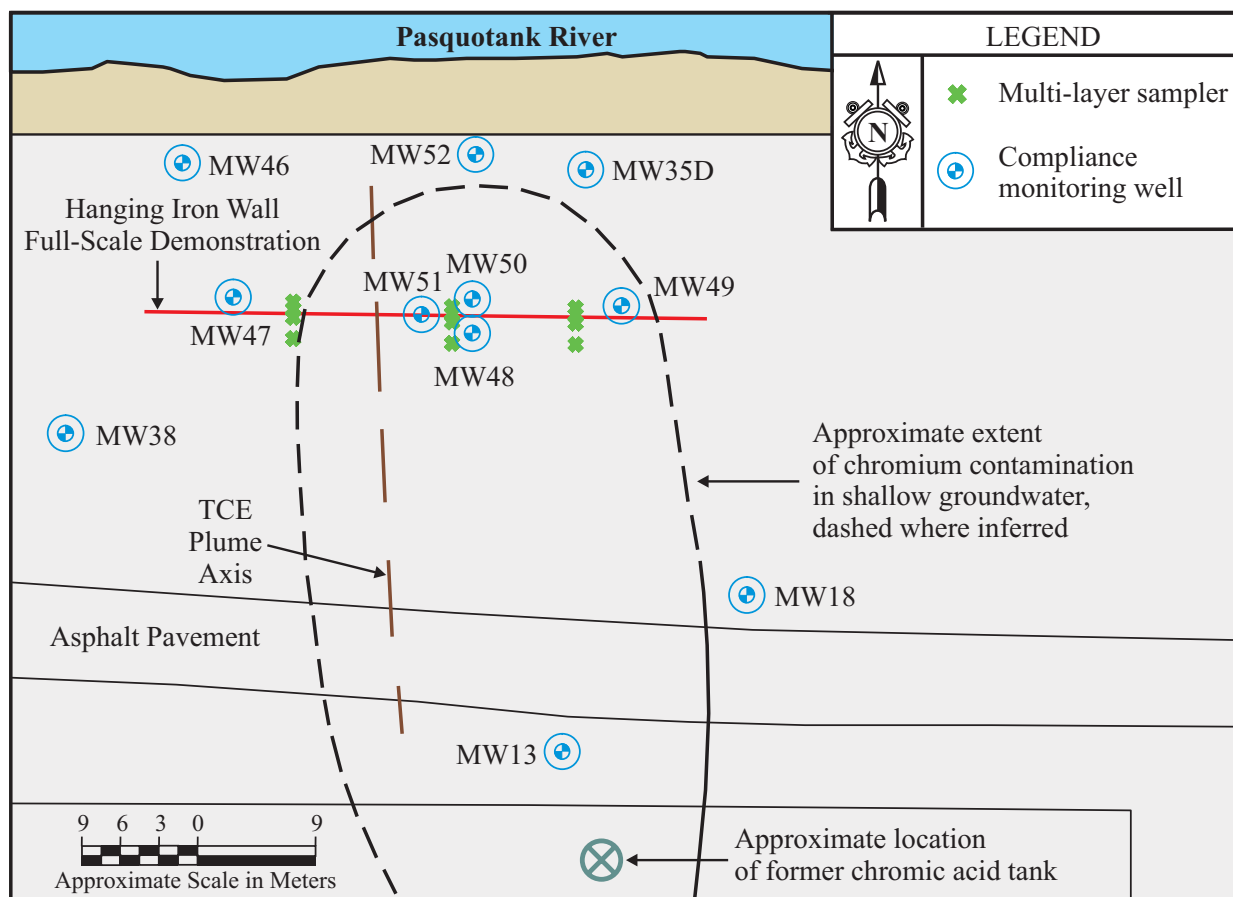 Pasquotank River
LEGEND
N
Multi-layer sampler
Compliance
monitoring well
MW46
MW52
MW35D
Hanging Iron Wall
Full-Scale Demonstration
MW50
MW51
MW49
MW47
MW48
MW38
Approximate extent
of chromium contamination
in shallow groundwater,
dashed where inferred
TCE
Plume
Axis
MW18
Asphalt Pavement
MW13
9 6 3 0 9
Approximate Scale in Meters
Approximate location
of former chromic acid tank